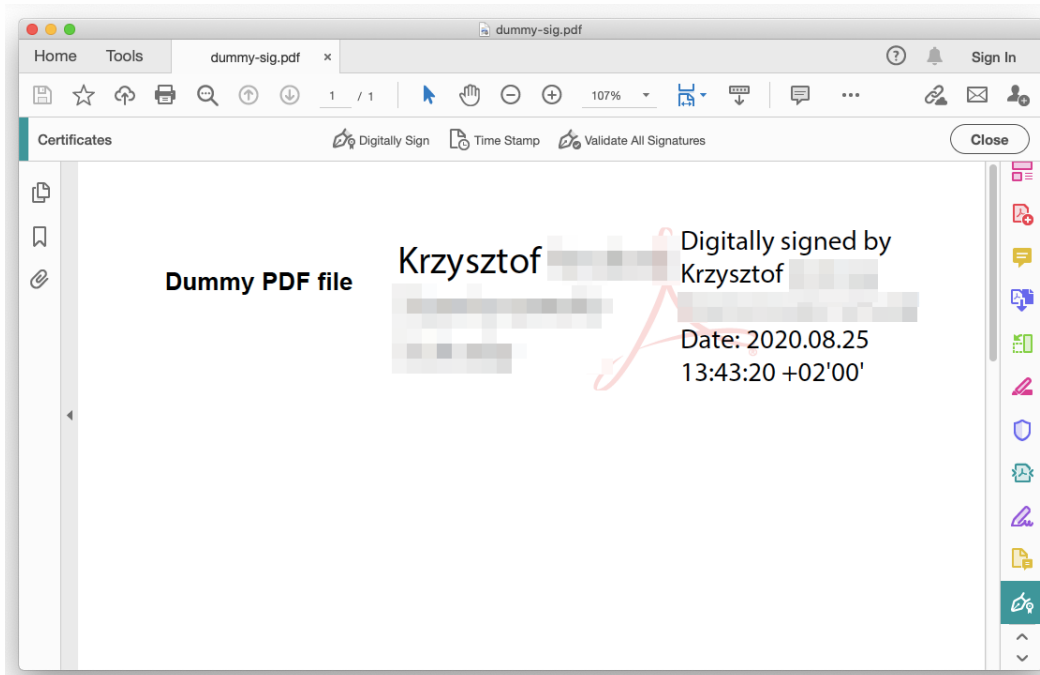 dummy-sig.pdf
Home Tools dummy-sig.pdf × ? Sign In
1 / 1 107%
Certificates Digitally Sign Time Stamp Validate All Signatures Close
Dummy PDF file
Krzysztof
Digitally signed by
Krzysztof
Date: 2020.08.25
13:43:20 +02'00'